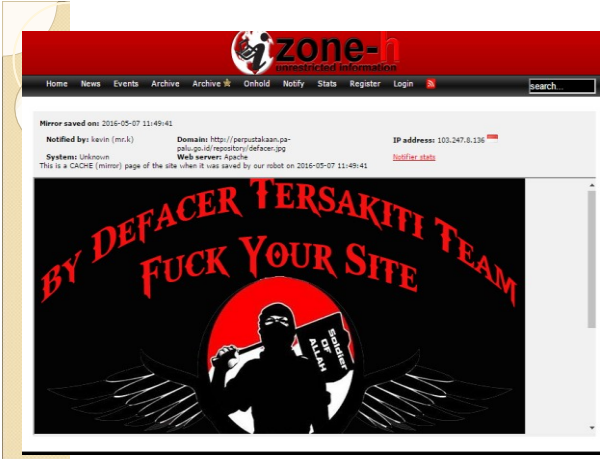 zone-h
unrestricted information
Home News Events Archive Archive Onhold Notify Stats Register Login
search...
Mirror saved on: 2016-05-07 11:49:41
Notified by: kevin (mr.k) Domain: http://perpustakaan.pa-palu.go.id/repository/defacer.jpg IP address: 103.247.8.136
System: Unknown Web server: Apache Notifier stats
This is a CACHE (mirror) page of the site when it was saved by our robot on 2016-05-07 11:49:41
BY DEFACER TERSAKITI TEAM
FUCK YOUR SITE
Soldier
OF
ALLAH